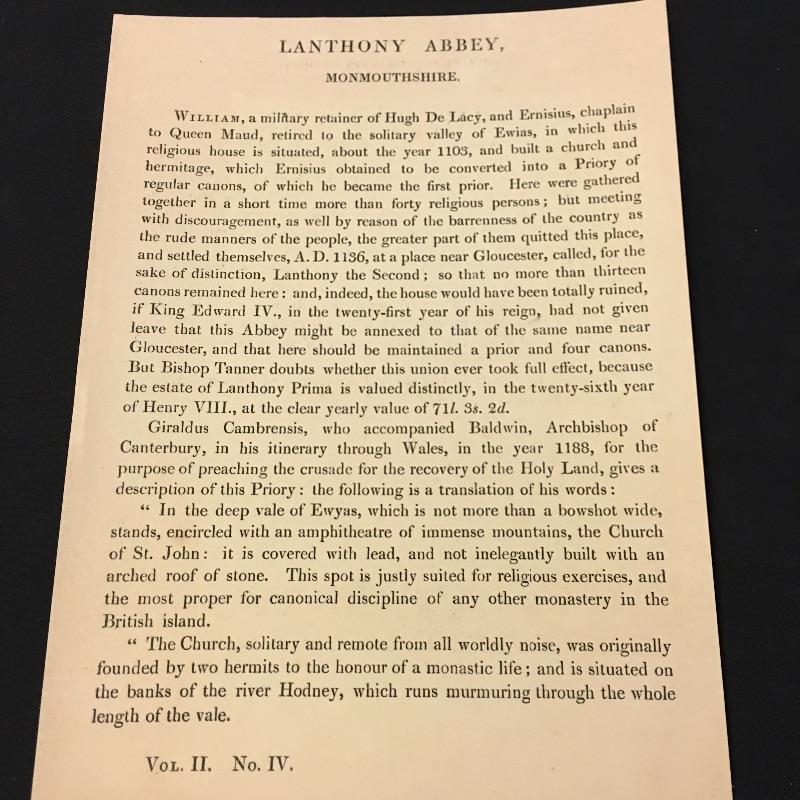 LANTHONY ABBEY,
MONMOUTHSHIRE.
WILLIAM, a military retainer of Hugh De Lacy, and Ernisius, chaplain
to Queen Maud, retired to the solitary valley of Ewias, in which this
religious house is situated, about the year 1103, and built a church and
hermitage, which Ernisius obtained to be converted into a Priory of
regular canons, of which he became the first prior. Here were gathered
together in a short time more than forty religious persons; but meeting
with discouragement, as well by reason of the barrenness of the country as
the rude manners of the people, the greater part of them quitted this place,
and settled themselves, A. D. 1136, at a place near Gloucester, called, for the
sake of distinction, Lanthony the Second; so that no more than thirteen
canons remained here: and, indeed, the house would have been totally ruined,
if King Edward IV., in the twenty-first year of his reign, had not given
leave that this Abbey might be annexed to that of the same name near
Gloucester, and that here should be maintained a prior and four canons.
But Bishop Tanner doubts whether this union ever took full effect, because
the estate of Lanthony Prima is valued distinctly, in the twenty-sixth year
of Henry VIII., at the clear yearly value of 71l. 3s. 2d.
Giraldus Cambrensis, who accompanied Baldwin, Archbishop of
Canterbury, in his itinerary through Wales, in the year 1188, for the
purpose of preaching the crusade for the recovery of the Holy Land, gives a
description of this Priory: the following is a translation of his words:
“ In the deep vale of Ewyas, which is not more than a bowshot wide,
stands, encircled with an amphitheatre of immense mountains, the Church
of St. John: it is covered with lead, and not inelegantly built with an
arched roof of stone. This spot is justly suited for religious exercises, and
the most proper for canonical discipline of any other monastery in the
British island.
“ The Church, solitary and remote from all worldly noise, was originally
founded by two hermits to the honour of a monastic life; and is situated on
the banks of the river Hodney, which runs murmuring through the whole
length of the vale.
VOL. II. No. IV.